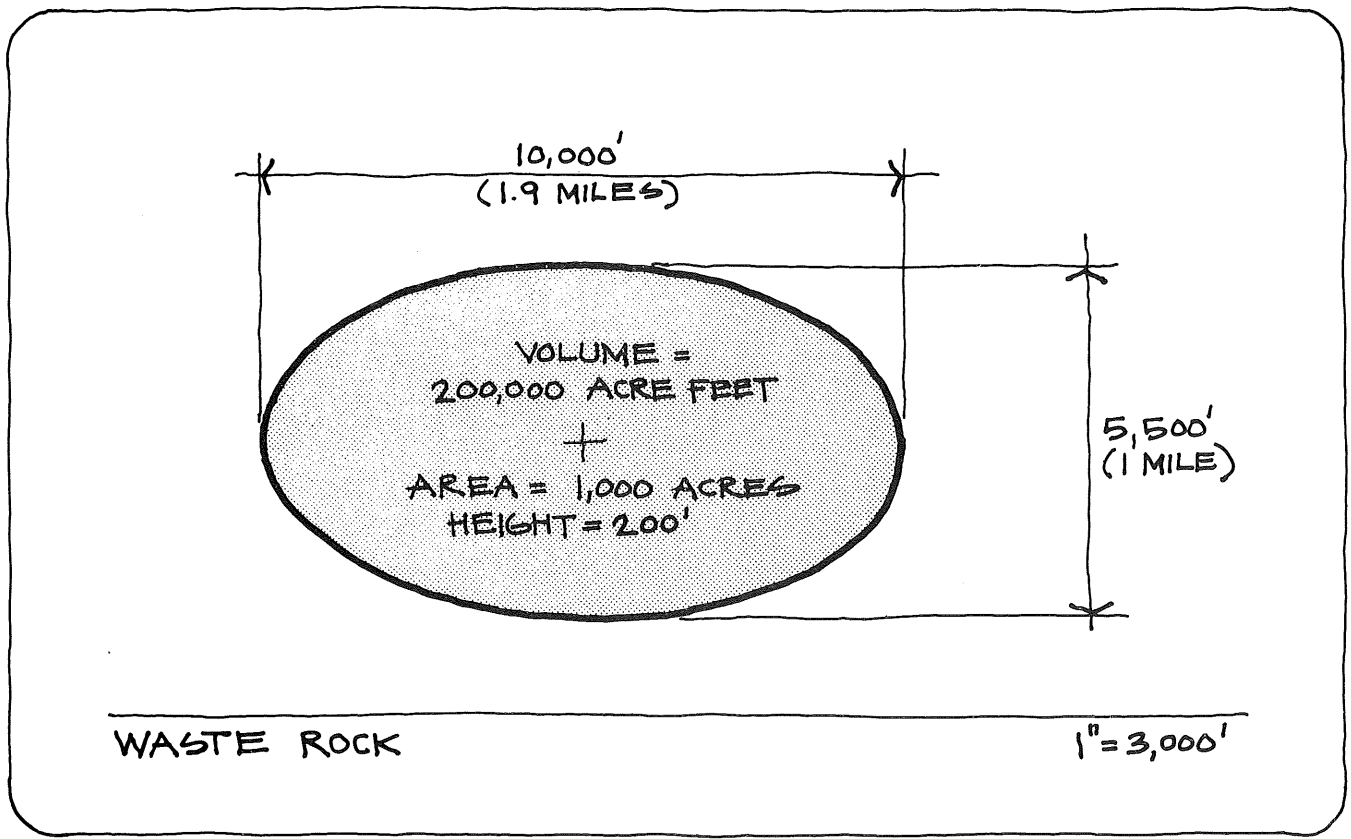 10,000'
(1.9 MILES)
VOLUME =
200,000 ACRE FEET
+
AREA = 1,000 ACRES
HEIGHT = 200'
5,500'
(1 MILE)
WASTE ROCK
1" = 3,000'